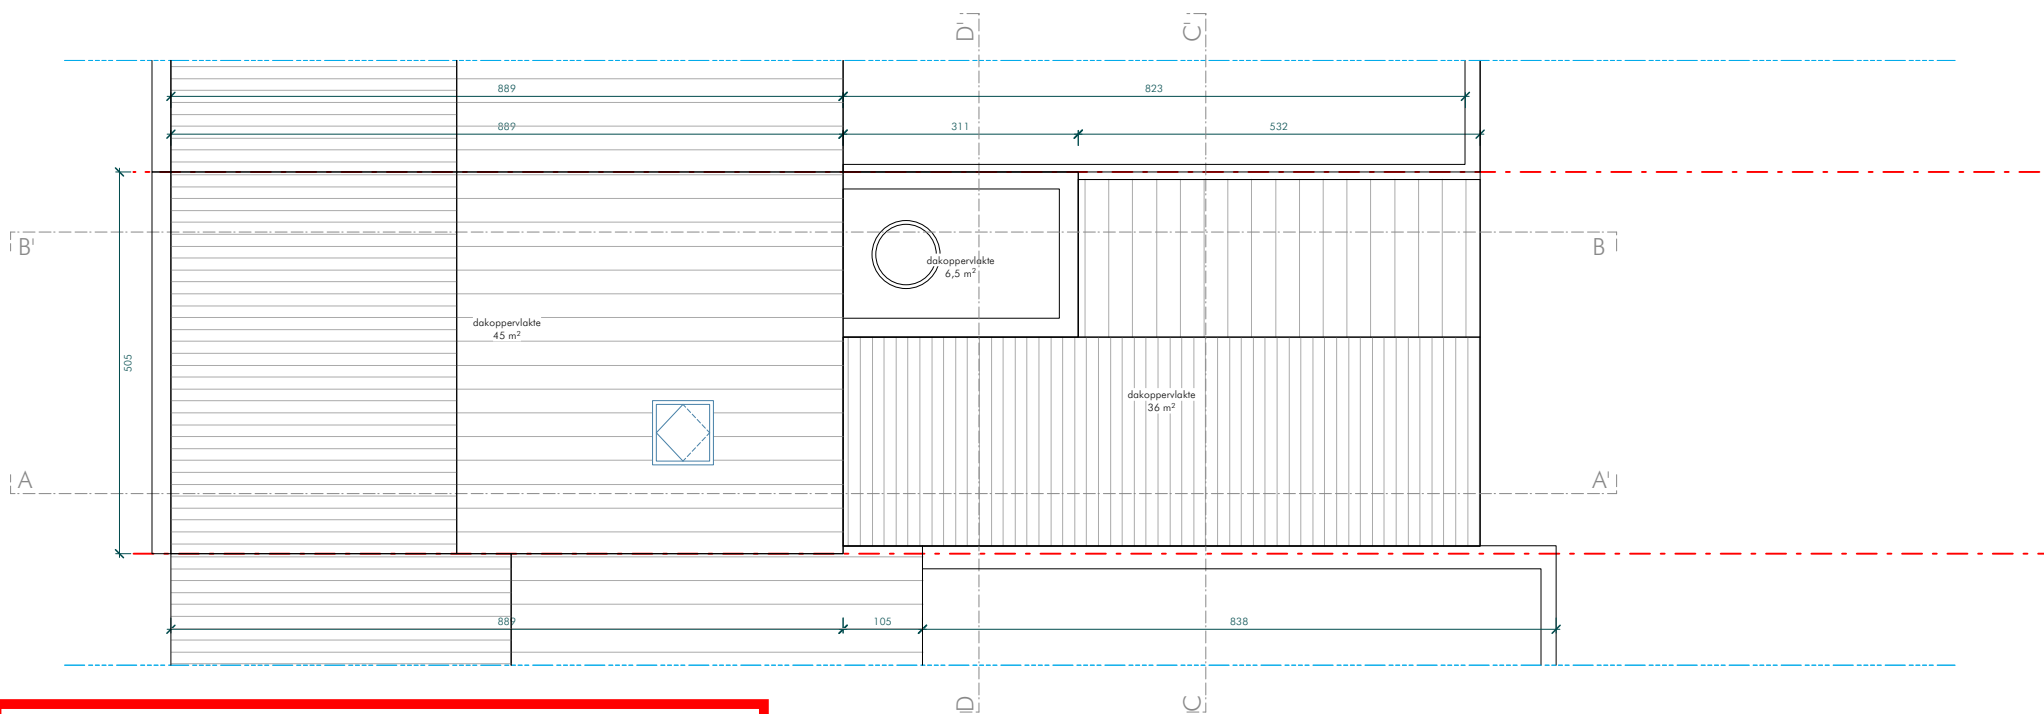 D'
C'
889
823
889
311
532
B'
B
dakoppervlakte
6,5 m²
dakoppervlakte
45 m²
505
dakoppervlakte
36 m²
A
A'
889
105
838
D
C